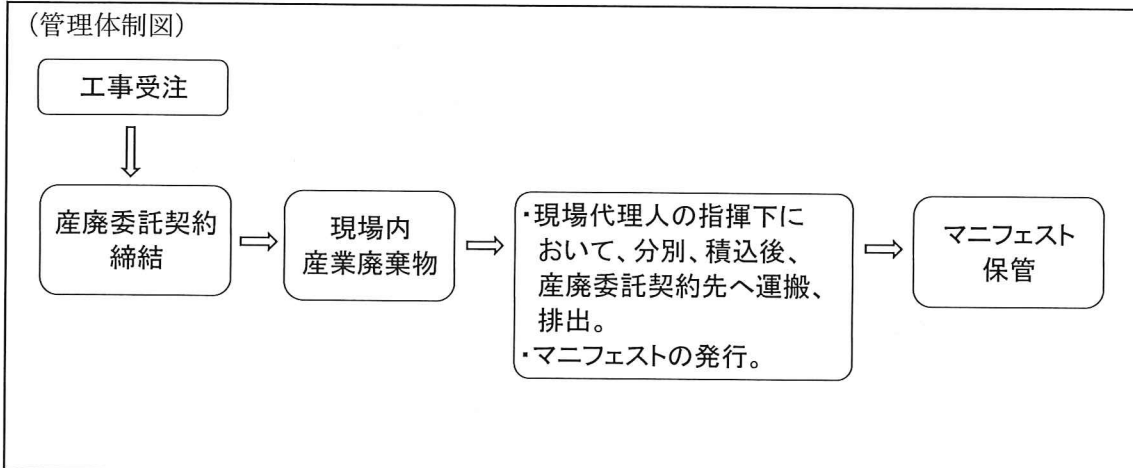 (管理体制図)
工事受注
産廃委託契約
締結
現場内
産業廃棄物
・現場代理人の指揮下に
おいて、分別、積込後、
産廃委託契約先へ運搬、
排出。
・マニフェストの発行。
マニフェスト
保管